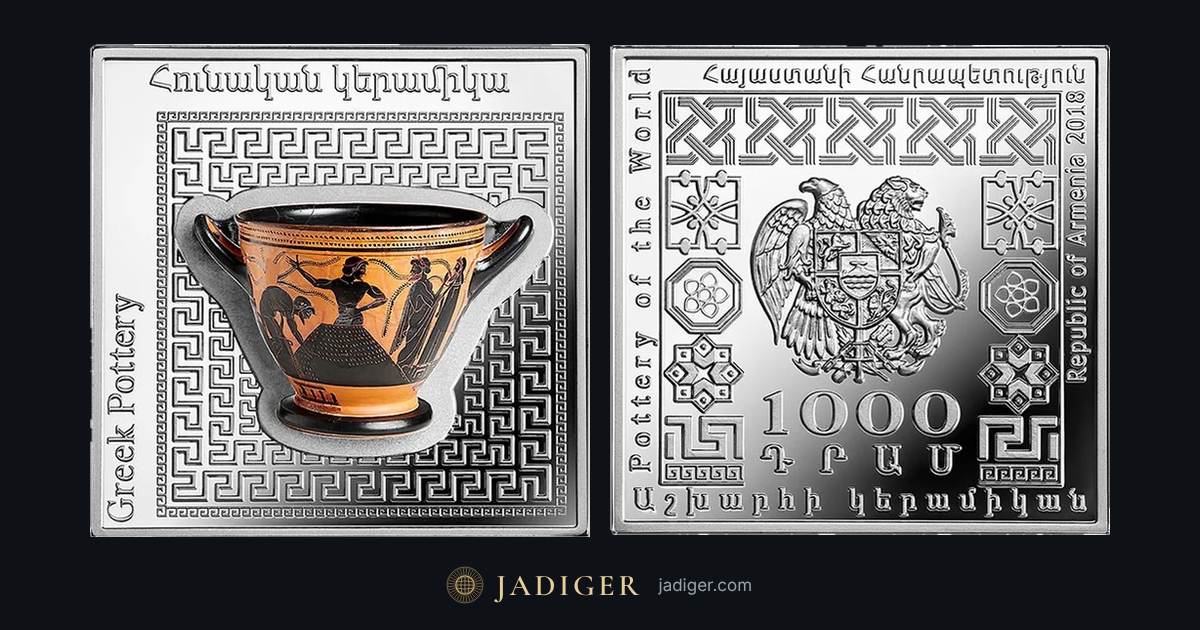 Հունական կերամիկա
Greek Pottery
Հայաստանի Հանրապետություն
Republic of Armenia 2018
Pottery of the World
1000
ԴՐԱՄ
Աշխարհի կերամիկան
JADIGER jadiger.com